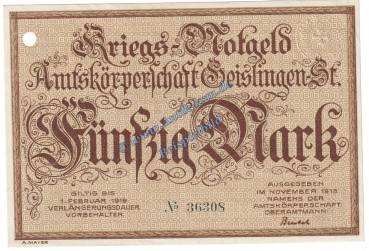 Kriegs-Notgeld
Amtskörperschaft Geislingen-St.
Fünfzig Mark
GILTIG BIS
1. FEBRUAR 1919
VERLÄNGERUNGSDAUER
VORBEHALTEN.
№ 36308
AUSGEGEBEN
IM NOVEMBER 1918
NAMENS DER
AMTSKÖRPERSCHAFT.
OBERAMTMANN:
A. MAYER